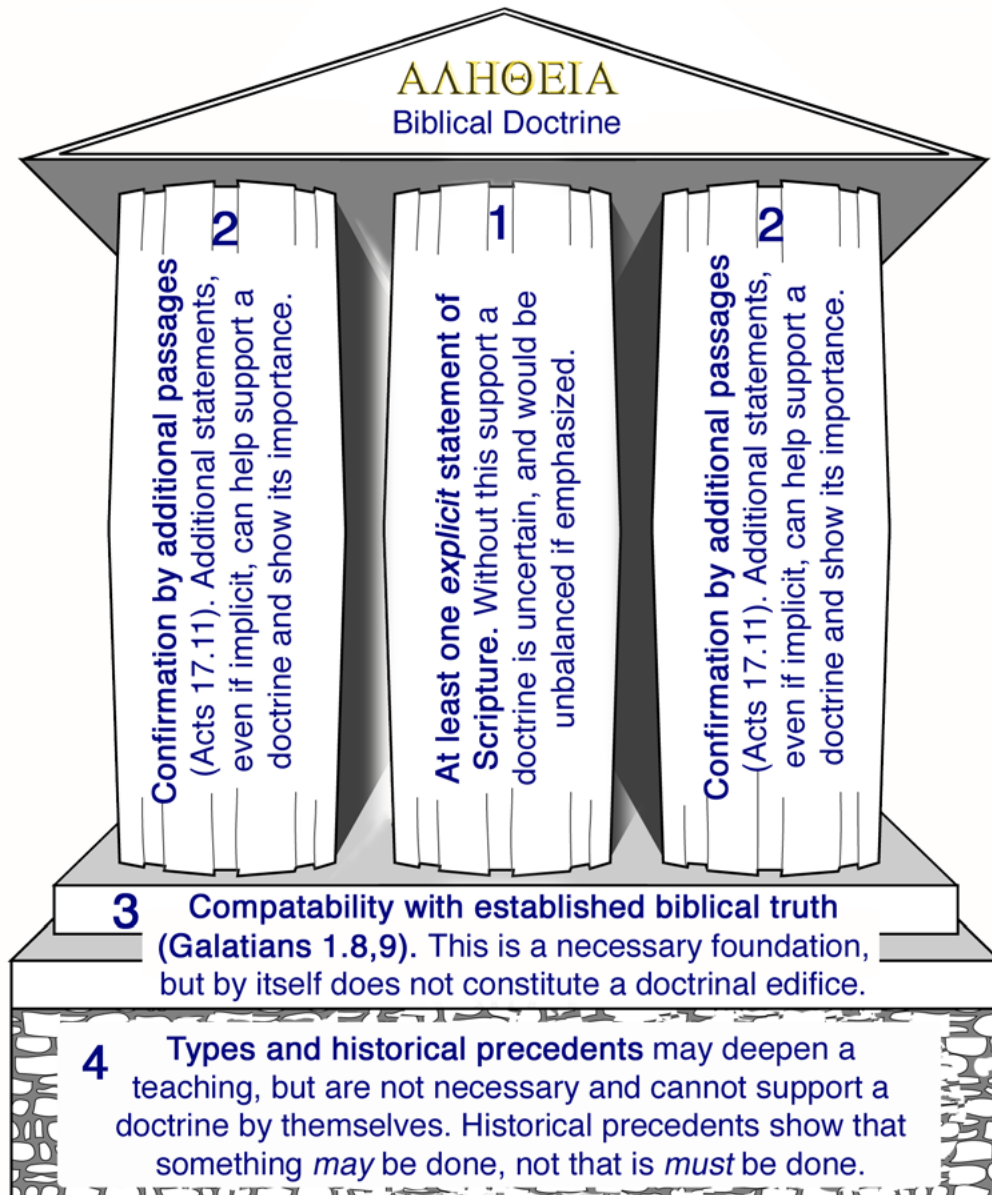 ΑΛΗΘΕΙΑ
Biblical Doctrine
2
Confirmation by additional passages
(Acts 17.11). Additional statements,
even if implicit, can help support a
doctrine and show its importance.
1
At least one explicit statement of
Scripture. Without this support a
doctrine is uncertain, and would be
unbalanced if emphasized.
2
Confirmation by additional passages
(Acts 17.11). Additional statements,
even if implicit, can help support a
doctrine and show its importance.
3 Compatability with established biblical truth
(Galatians 1.8,9). This is a necessary foundation,
but by itself does not constitute a doctrinal edifice.
4 Types and historical precedents may deepen a
teaching, but are not necessary and cannot support a
doctrine by themselves. Historical precedents show that
something may be done, not that is must be done.